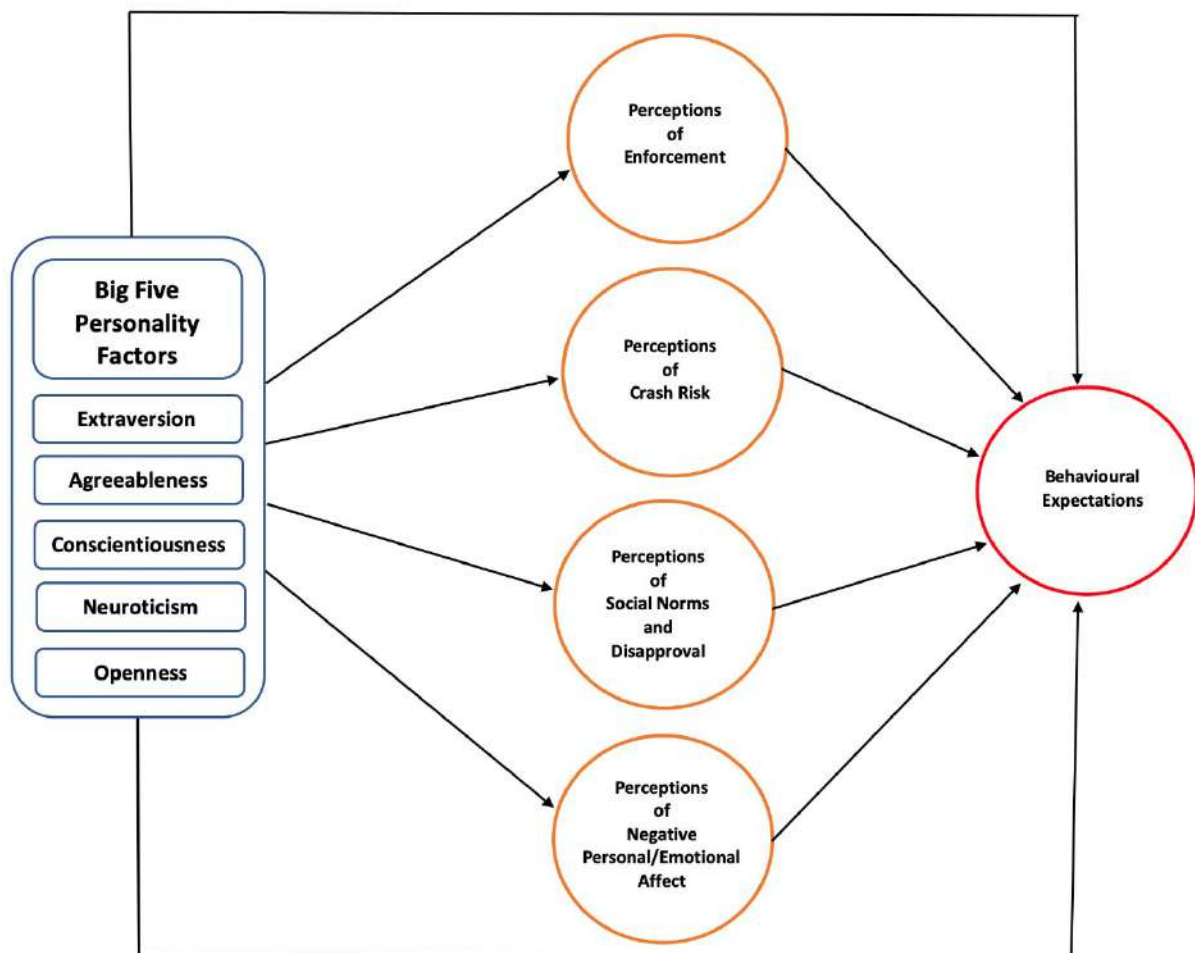 Big Five
Personality
Factors
Extraversion
Agreeableness
Conscientiousness
Neuroticism
Openness
Perceptions
of
Enforcement
Perceptions
of
Crash Risk
Perceptions
of
Social Norms
and
Disapproval
Perceptions
of
Negative
Personal/Emotional
Affect
Behavioural
Expectations